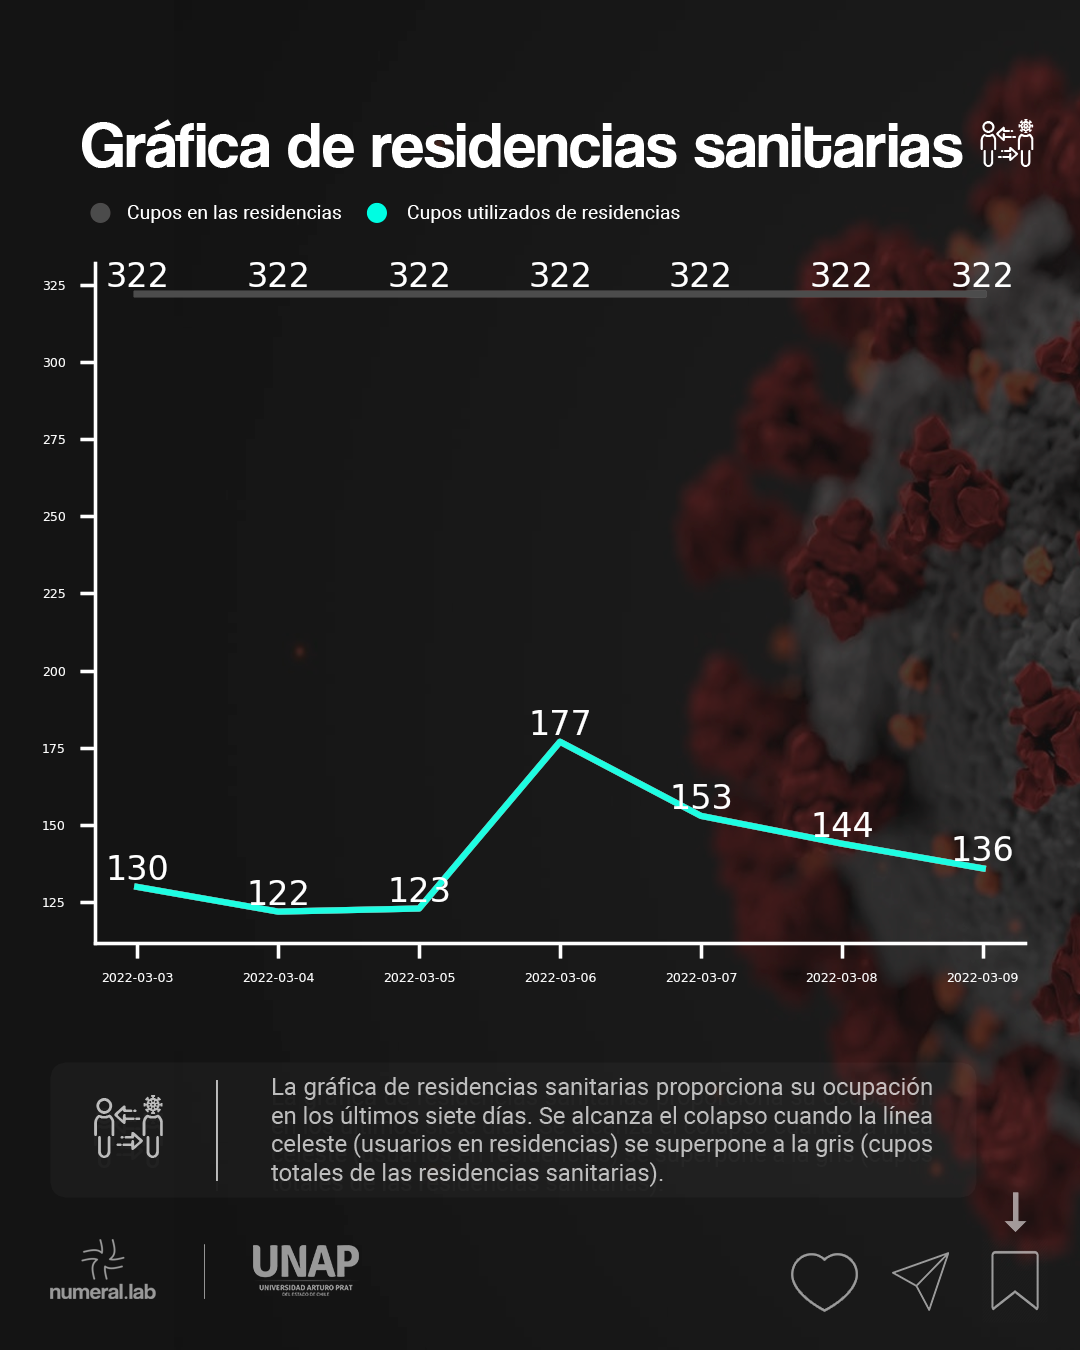 Gráfica de residencias sanitarias
Cupos en las residencias
Cupos utilizados de residencias
322 322 322 322 322 322 322
325
300
275
250
225
200
175
150
125
177
153
144
136
130
122
123
2022-03-03 2022-03-04 2022-03-05 2022-03-06 2022-03-07 2022-03-08 2022-03-09
La gráfica de residencias sanitarias proporciona su ocupación
en los últimos siete días. Se alcanza el colapso cuando la línea
celeste (usuarios en residencias) se superpone a la gris (cupos
totales de las residencias sanitarias).
numeral.lab
UNAP
UNIVERSIDAD ARTURO PRAT
DEL ESTADO DE CHILE